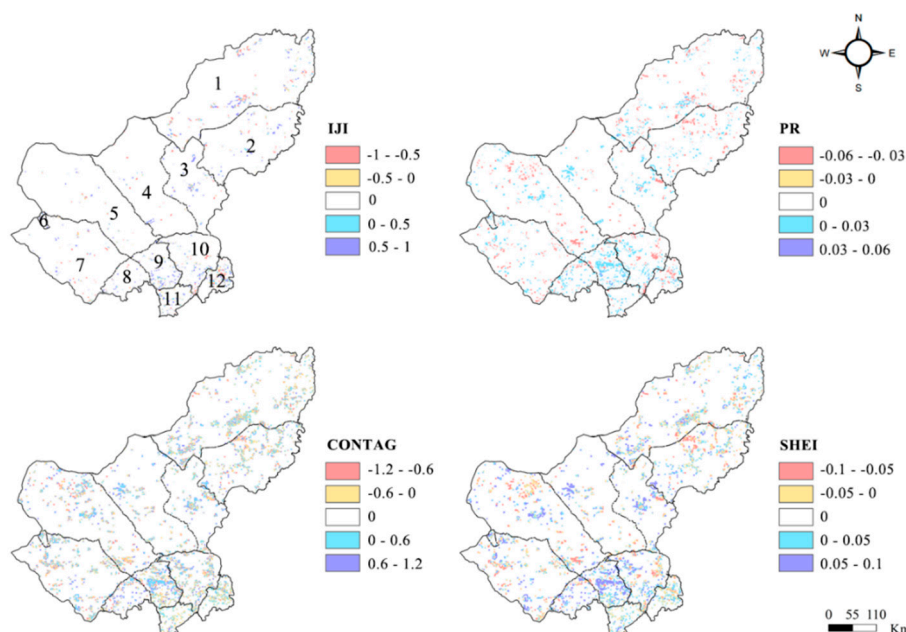 N
W E
S
1
2
3
4
5
6
7
8
9
10
11
12
IJI
-1 - -0.5
-0.5 - 0
0
0 - 0.5
0.5 - 1
PR
-0.06 - -0. 03
-0.03 - 0
0
0 - 0.03
0.03 - 0.06
CONTAG
-1.2 - -0.6
-0.6 - 0
0
0 - 0.6
0.6 - 1.2
SHEI
-0.1 - -0.05
-0.05 - 0
0
0 - 0.05
0.05 - 0.1
0 55 110